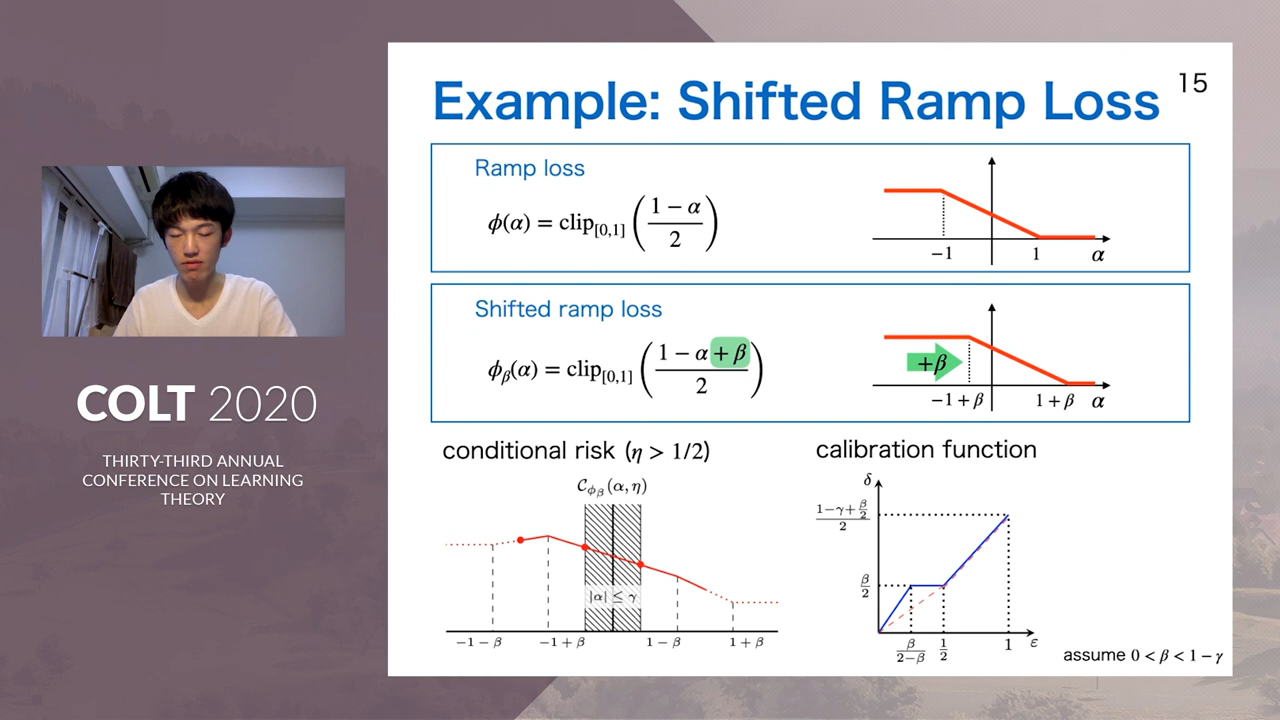 COLT 2020
THIRTY-THIRD ANNUAL
CONFERENCE ON LEARNING
THEORY
Example: Shifted Ramp Loss
15
Ramp loss
ϕ(α) = clip[0,1] ((1 − α)/2)
−1
1
α
Shifted ramp loss
ϕβ(α) = clip[0,1] ((1 − α + β)/2)
+β
−1 + β
1 + β
α
conditional risk (η > 1/2)
Cϕβ(α, η)
|α| ≤ γ
−1 − β
−1 + β
1 − β
1 + β
calibration function
δ
(1−γ+β/2)/2
β/2
β/(2−β)
1/2
1
ε
assume 0 < β < 1 − γ